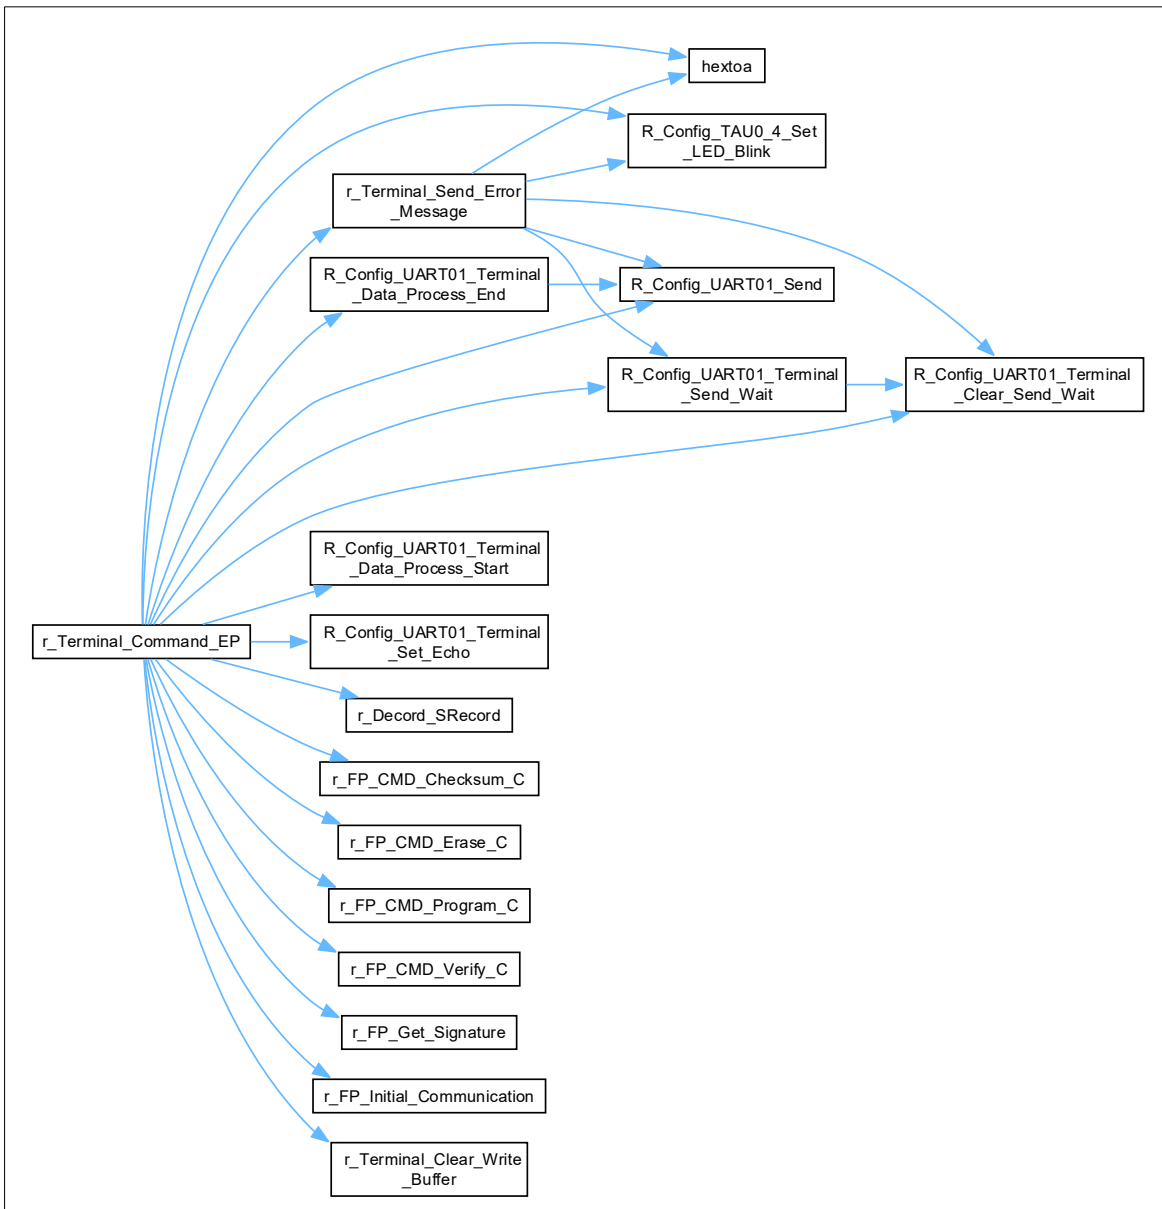 hextoa
R_Config_TAU0_4_Set
_LED_Blink
r_Terminal_Send_Error
_Message
R_Config_UART01_Terminal
_Data_Process_End
R_Config_UART01_Send
R_Config_UART01_Terminal
_Send_Wait
R_Config_UART01_Terminal
_Clear_Send_Wait
R_Config_UART01_Terminal
_Data_Process_Start
r_Terminal_Command_EP
R_Config_UART01_Terminal
_Set_Echo
r_Decord_SRecord
r_FP_CMD_Checksum_C
r_FP_CMD_Erase_C
r_FP_CMD_Program_C
r_FP_CMD_Verify_C
r_FP_Get_Signature
r_FP_Initial_Communication
r_Terminal_Clear_Write
_Buffer